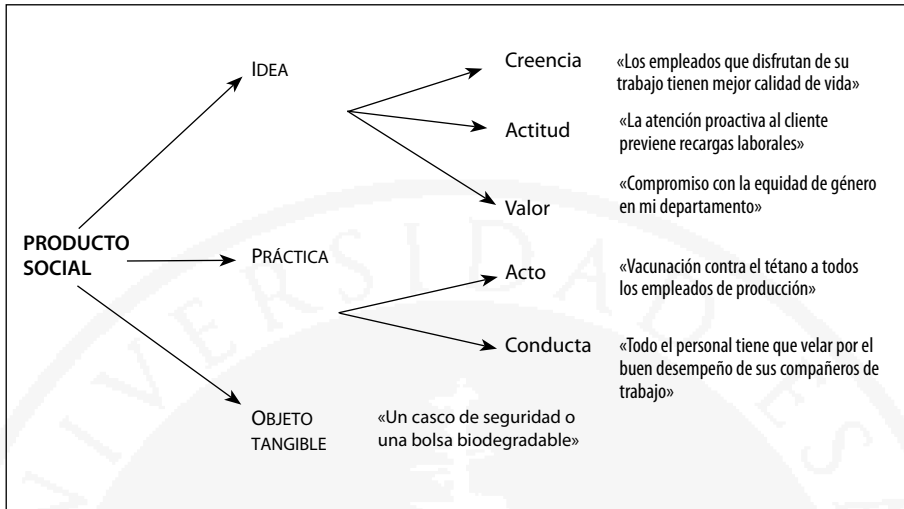 IDEA
Creencia
«Los empleados que disfrutan de su
trabajo tienen mejor calidad de vida»
Actitud
«La atención proactiva al cliente
previene recargas laborales»
Valor
«Compromiso con la equidad de género
en mi departamento»
PRODUCTO
SOCIAL
PRÁCTICA
Acto
«Vacunación contra el tétano a todos
los empleados de producción»
Conducta
«Todo el personal tiene que velar por el
buen desempeño de sus compañeros de
trabajo»
OBJETO
TANGIBLE
«Un casco de seguridad o
una bolsa biodegradable»
NIVERSIDAD ES